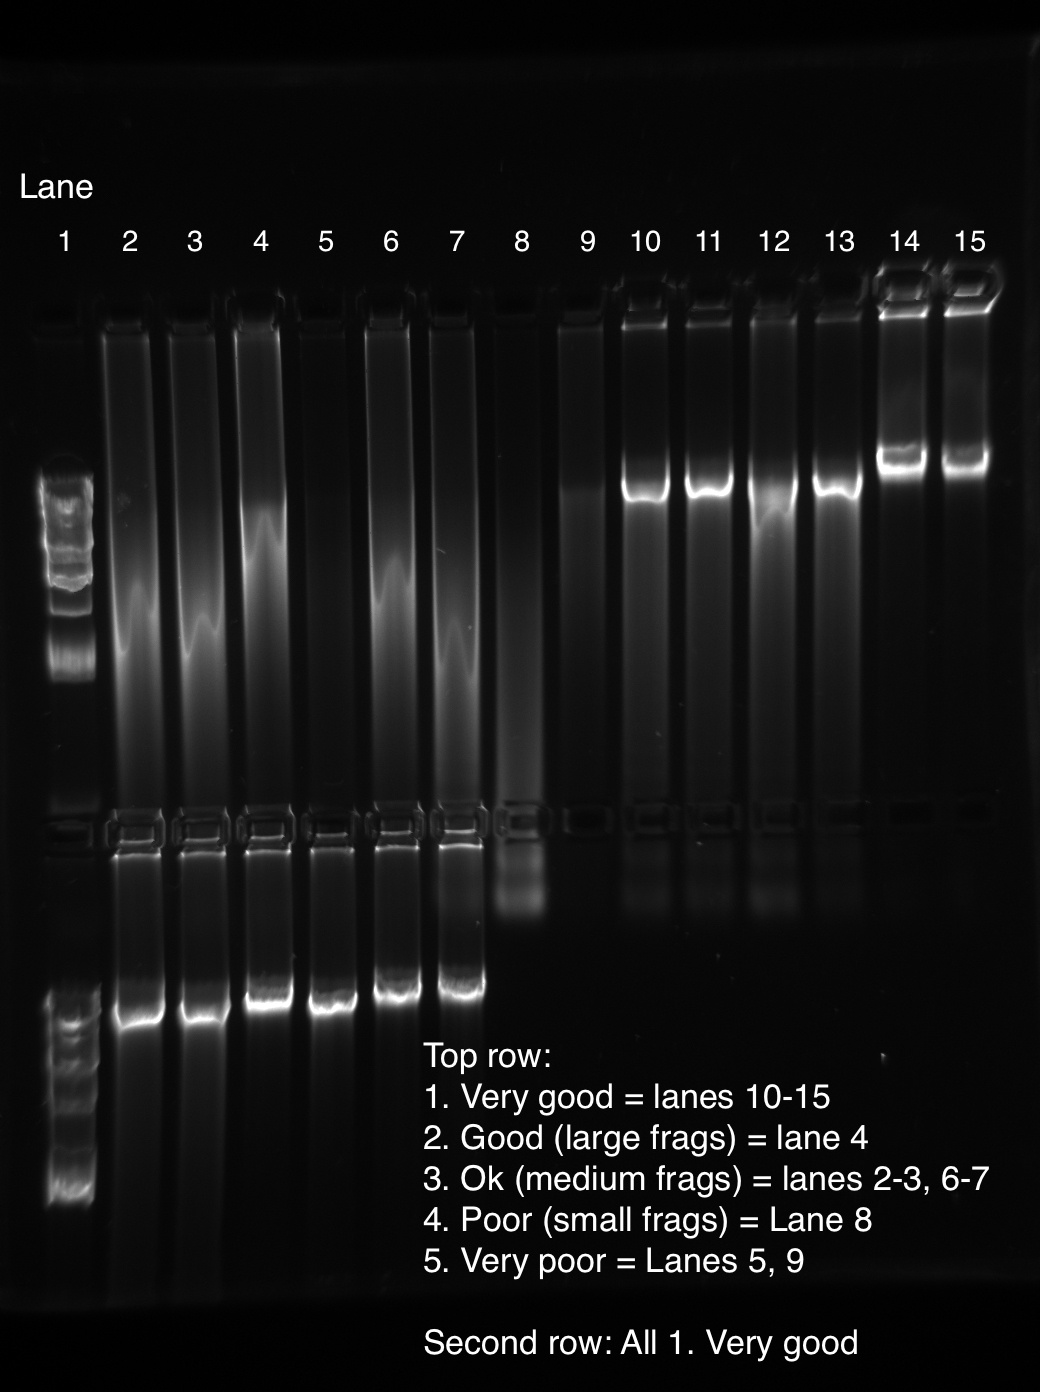 Lane
1 2 3 4 5 6 7 8 9 10 11 12 13 14 15
Top row:
1. Very good = lanes 10-15
2. Good (large frags) = lane 4
3. Ok (medium frags) = lanes 2-3, 6-7
4. Poor (small frags) = Lane 8
5. Very poor = Lanes 5, 9
Second row: All 1. Very good